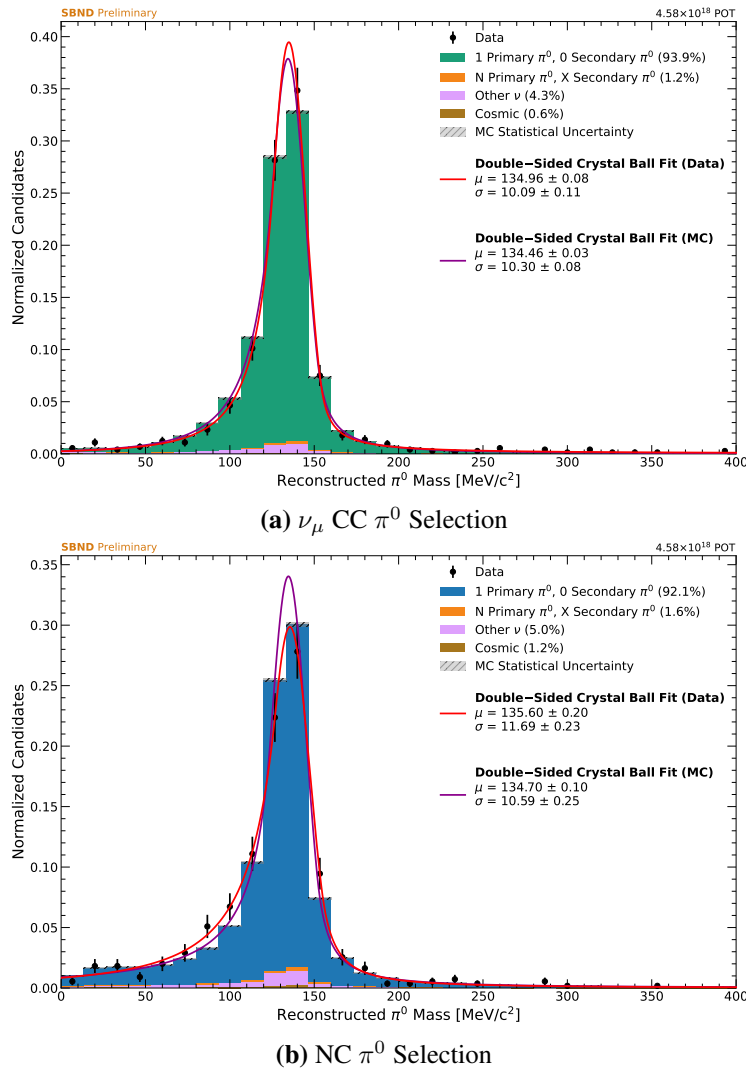 SBND Preliminary
4.58×10¹⁸ POT
Data
1 Primary π⁰, 0 Secondary π⁰ (93.9%)
N Primary π⁰, X Secondary π⁰ (1.2%)
Other ν (4.3%)
Cosmic (0.6%)
MC Statistical Uncertainty
Double−Sided Crystal Ball Fit (Data)
μ = 134.96 ± 0.08
σ = 10.09 ± 0.11
Double−Sided Crystal Ball Fit (MC)
μ = 134.46 ± 0.03
σ = 10.30 ± 0.08
Normalized Candidates
0.40
0.35
0.30
0.25
0.20
0.15
0.10
0.05
0.00
0 50 100 150 200 250 300 350 400
Reconstructed π⁰ Mass [MeV/c²]
(a) ν_μ CC π⁰ Selection
SBND Preliminary
4.58×10¹⁸ POT
Data
1 Primary π⁰, 0 Secondary π⁰ (92.1%)
N Primary π⁰, X Secondary π⁰ (1.6%)
Other ν (5.0%)
Cosmic (1.2%)
MC Statistical Uncertainty
Double−Sided Crystal Ball Fit (Data)
μ = 135.60 ± 0.20
σ = 11.69 ± 0.23
Double−Sided Crystal Ball Fit (MC)
μ = 134.70 ± 0.10
σ = 10.59 ± 0.25
Normalized Candidates
0.35
0.30
0.25
0.20
0.15
0.10
0.05
0.00
0 50 100 150 200 250 300 350 400
Reconstructed π⁰ Mass [MeV/c²]
(b) NC π⁰ Selection